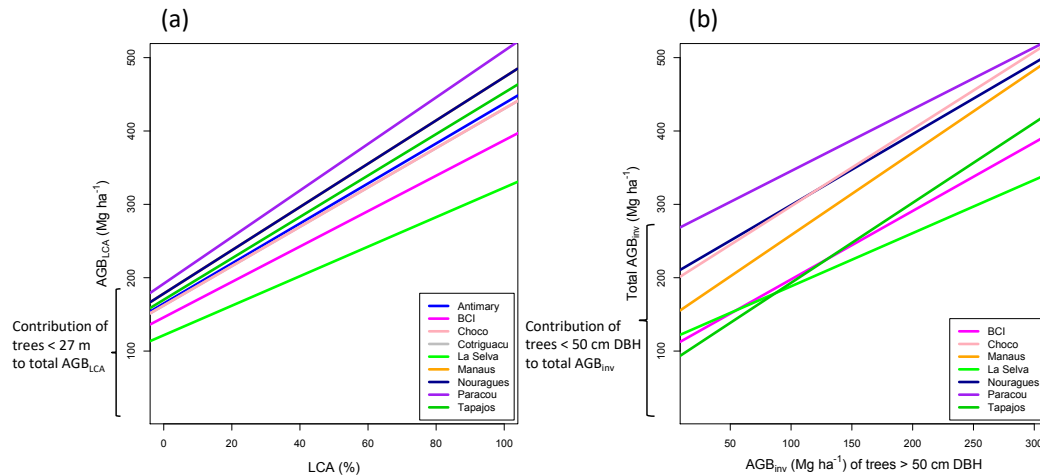 (a)
(b)
500
400
300
200
100
AGB_LCA (Mg ha⁻¹)
Contribution of
trees < 27 m
to total AGB_LCA
Antimary
BCI
Choco
Cotriguacu
La Selva
Manaus
Nouragues
Paracou
Tapajos
0 20 40 60 80 100
LCA (%)
500
400
300
200
100
Total AGB_inv (Mg ha⁻¹)
Contribution of
trees < 50 cm DBH
to total AGB_inv
BCI
Choco
Manaus
La Selva
Nouragues
Paracou
Tapajos
50 100 150 200 250 300
AGB_inv (Mg ha⁻¹) of trees > 50 cm DBH